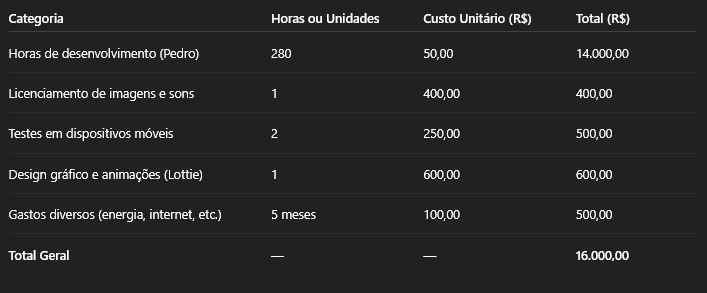 Categoria Horas ou Unidades Custo Unitário (R$) Total (R$)
Horas de desenvolvimento (Pedro) 280 50,00 14.000,00
Licenciamento de imagens e sons 1 400,00 400,00
Testes em dispositivos móveis 2 250,00 500,00
Design gráfico e animações (Lottie) 1 600,00 600,00
Gastos diversos (energia, internet, etc.) 5 meses 100,00 500,00
Total Geral — — 16.000,00